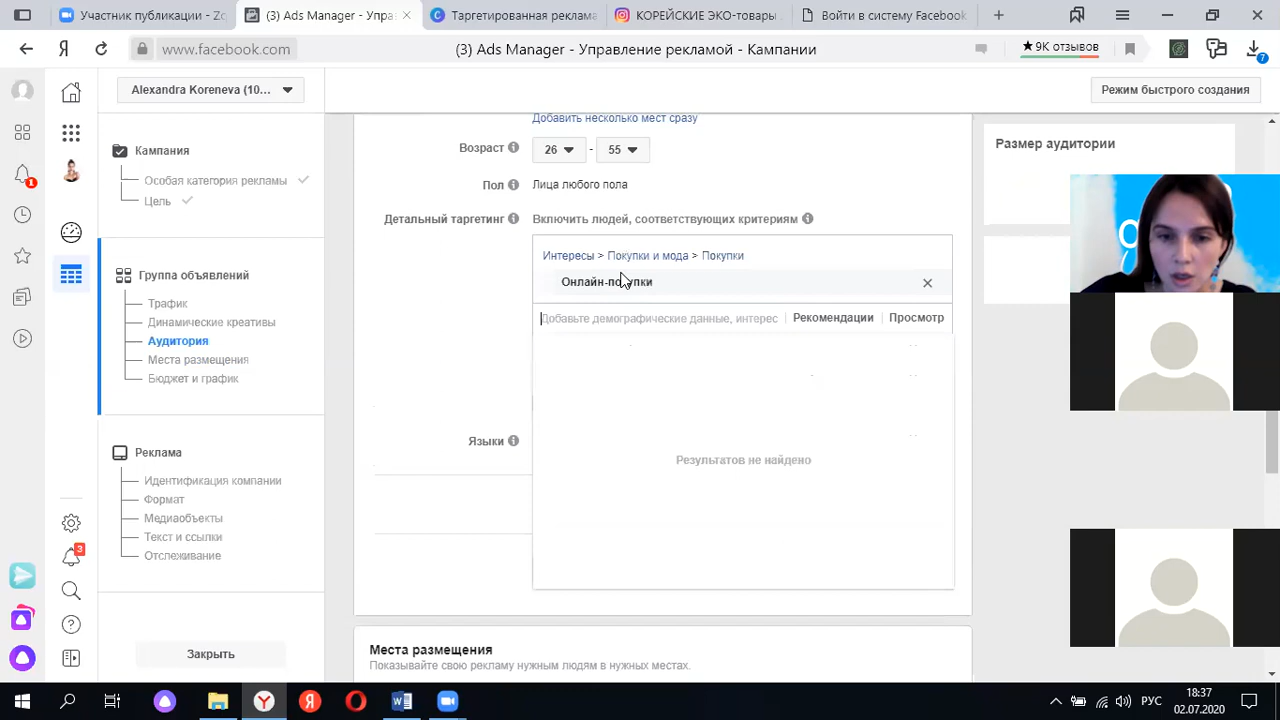 Участник публикации - Zo
(3) Ads Manager - Упра
Таргетированная реклама
КОРЕЙСКИЕ ЭКО-товары
Войти в систему Facebook
www.facebook.com
(3) Ads Manager - Управление рекламой - Кампании
★9K отзывов
7
Alexandra Koreneva (10...
Режим быстрого создания
Кампания
Особая категория рекламы
Цель
Группа объявлений
Трафик
Динамические креативы
Аудитория
Места размещения
Бюджет и график
Реклама
Идентификация компании
Формат
Медиаобъекты
Текст и ссылки
Отслеживание
Закрыть
1
3
Добавить несколько мест сразу
Возраст
26 - 55
Пол
Лица любого пола
Детальный таргетинг
Включить людей, соответствующих критериям
Интересы > Покупки и мода > Покупки
Онлайн-покупки
Добавьте демографические данные, интерес
Рекомендации
Просмотр
Результатов не найдено
Языки
Места размещения
Показывайте свою рекламу нужным людям в нужных местах.
Размер аудитории
РУС
18:37
02.07.2020